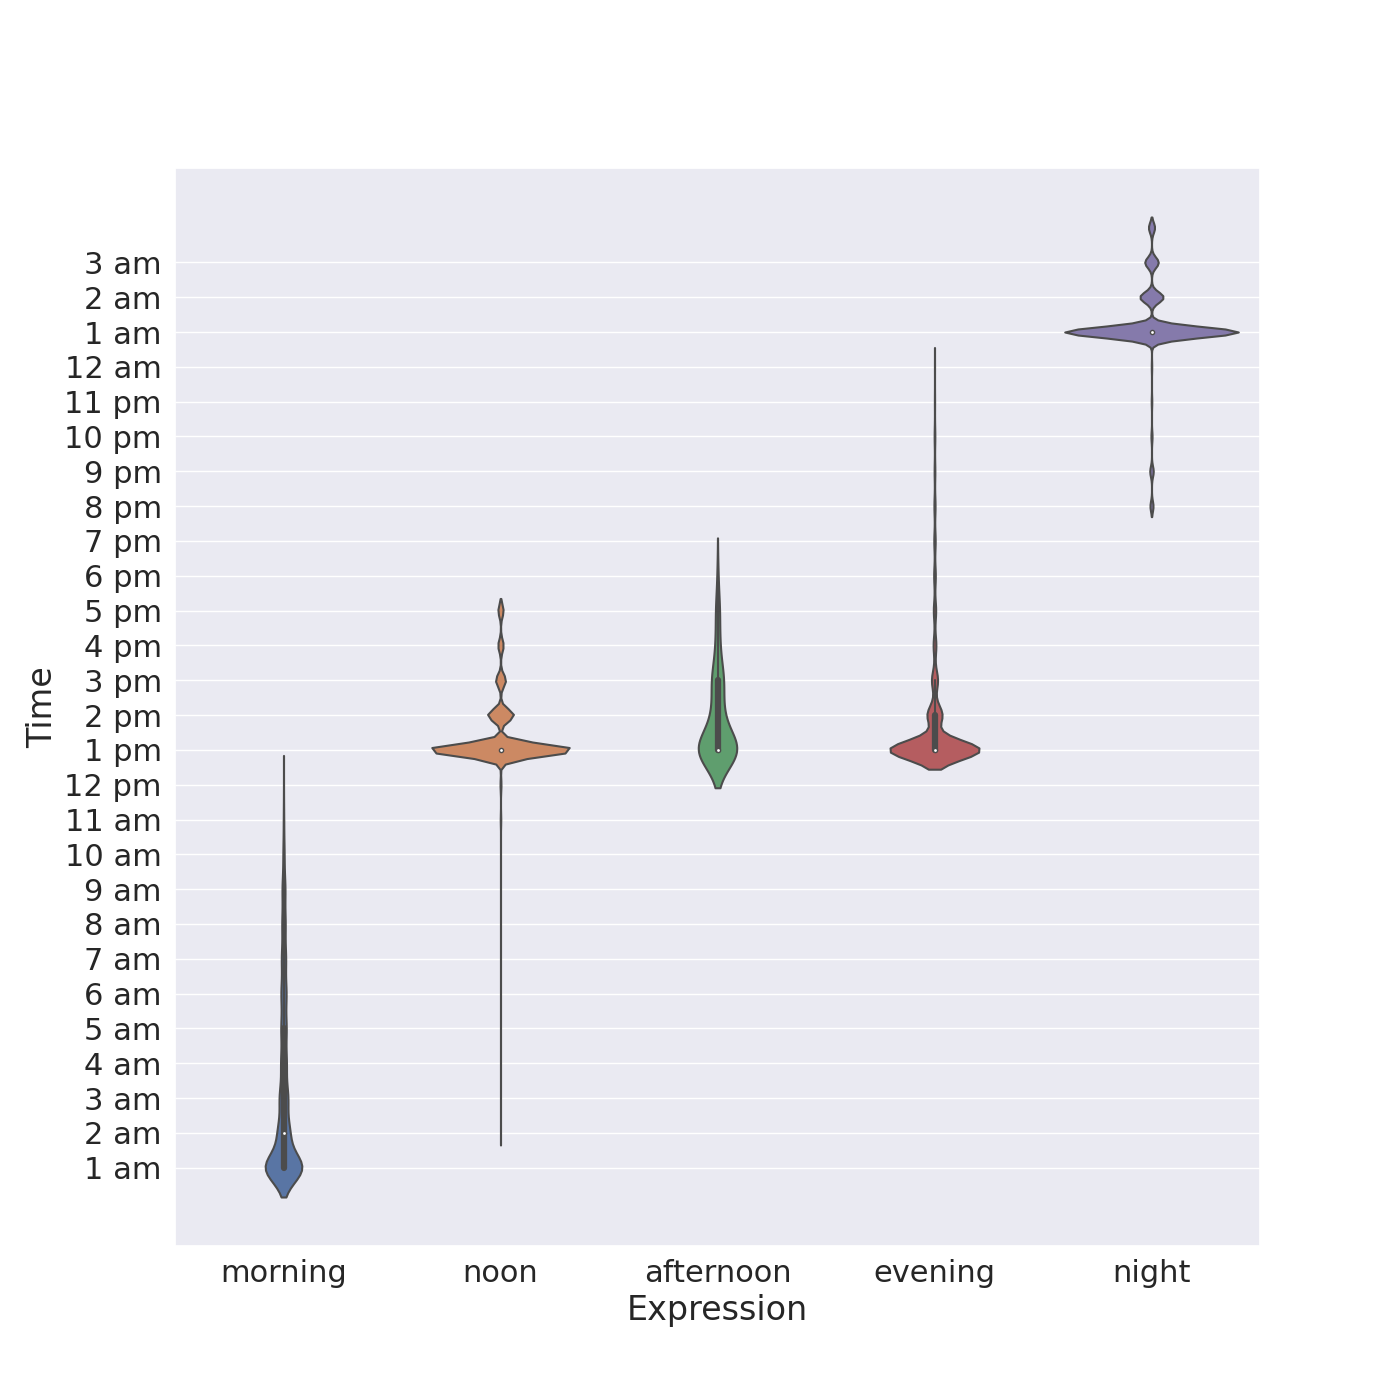 3 am
2 am
1 am
12 am
11 pm
10 pm
9 pm
8 pm
7 pm
6 pm
5 pm
4 pm
3 pm
2 pm
1 pm
12 pm
11 am
10 am
9 am
8 am
7 am
6 am
5 am
4 am
3 am
2 am
1 am
Time
morning noon afternoon evening night
Expression